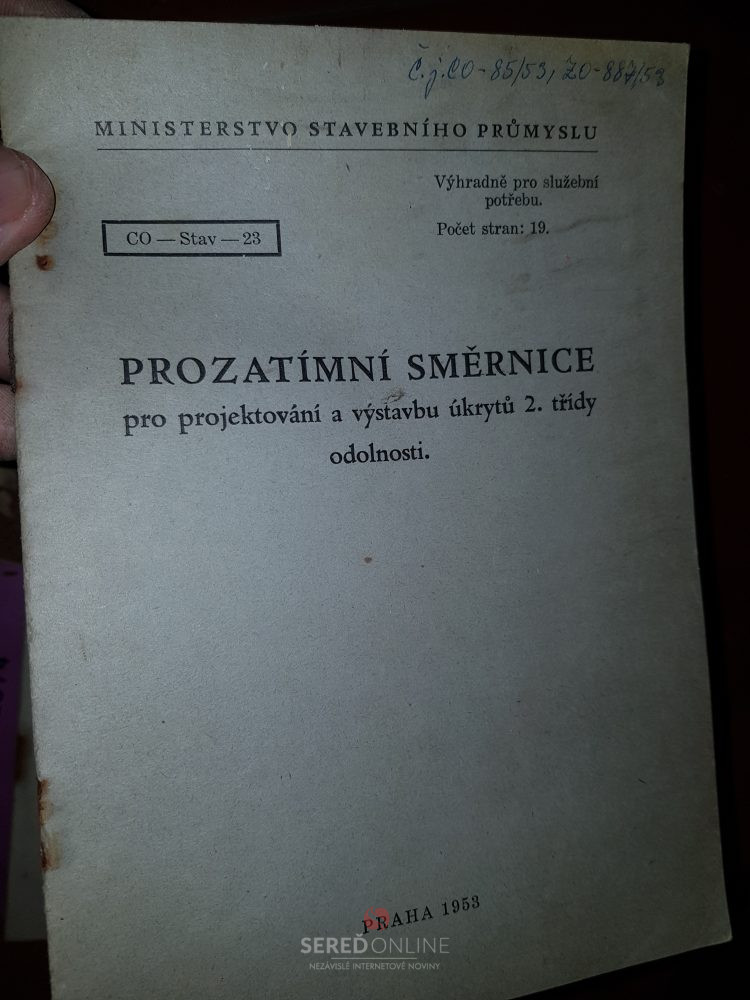 Č.j. CO-85/53, ZO-887/53
MINISTERSTVO STAVEBNÍHO PRŮMYSLU
Výhradně pro služební
potřebu.
CO — Stav — 23
Počet stran: 19.
PROZATÍMNÍ SMĚRNICE
pro projektování a výstavbu úkrytů 2. třídy
odolnosti.
PRAHA 1953
SEREĎONLINE
NEZÁVISLÉ INTERNETOVÉ NOVINY